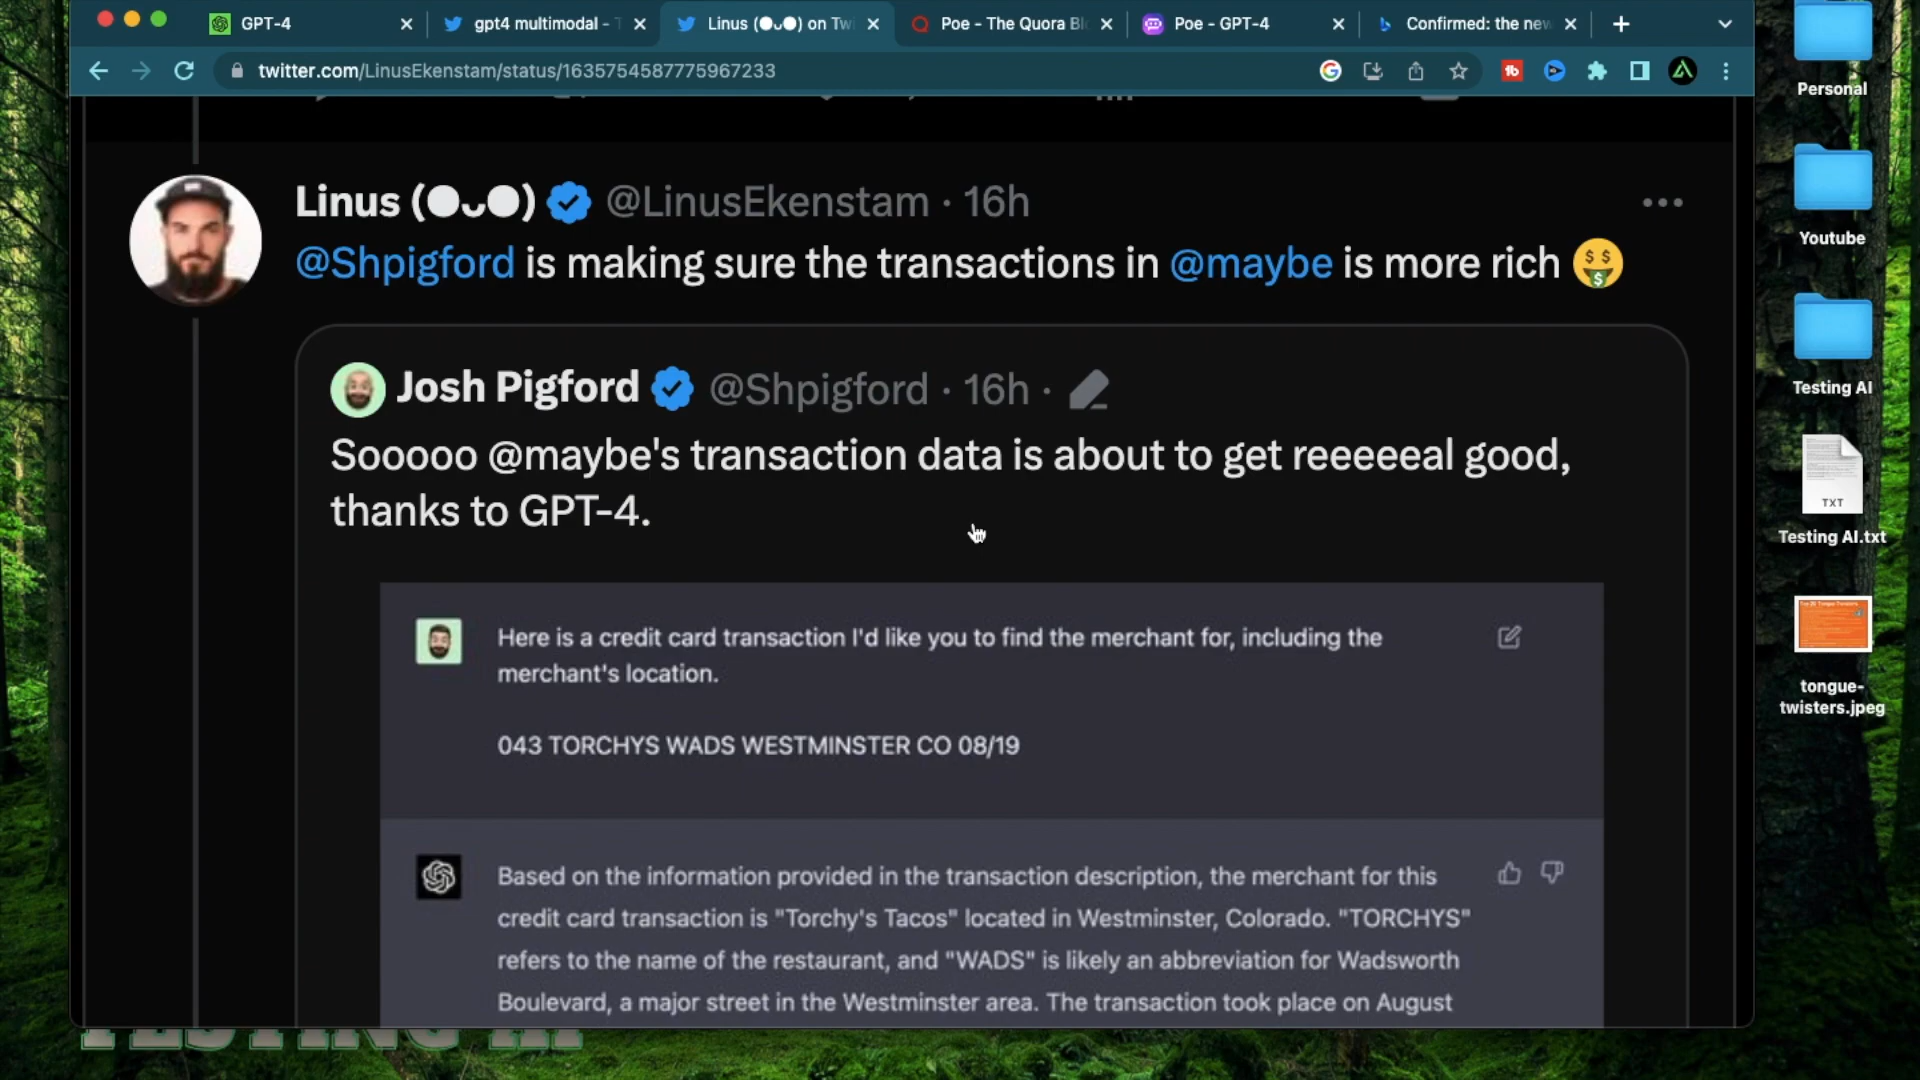 GPT-4
gpt4 multimodal - T
Linus (●ᴗ●) on Twi
Poe - The Quora Bl
Poe - GPT-4
Confirmed: the new
twitter.com/LinusEkenstam/status/1635754587775967233
Linus (●ᴗ●) @LinusEkenstam · 16h
@Shpigford is making sure the transactions in @maybe is more rich 🤑
Josh Pigford @Shpigford · 16h ·
Sooooo @maybe's transaction data is about to get reeeeeal good,
thanks to GPT-4.
Here is a credit card transaction I'd like you to find the merchant for, including the
merchant's location.
043 TORCHYS WADS WESTMINSTER CO 08/19
Based on the information provided in the transaction description, the merchant for this
credit card transaction is "Torchy's Tacos" located in Westminster, Colorado. "TORCHYS"
refers to the name of the restaurant, and "WADS" is likely an abbreviation for Wadsworth
Boulevard, a major street in the Westminster area. The transaction took place on August
Personal
Youtube
Testing AI
TXT
Testing AI.txt
tongue-
twisters.jpeg
TESTING AI